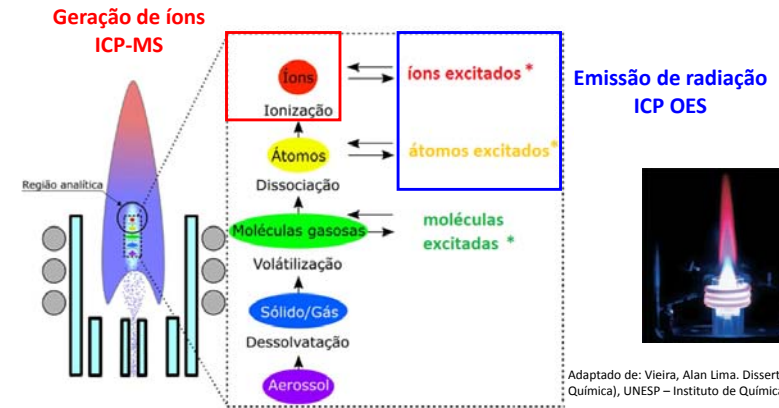 Geração de íons
ICP-MS
Íons
íons excitados *
Ionização
Emissão de radiação
ICP OES
Átomos
átomos excitados*
Dissociação
Região analítica
Moléculas gasosas
moléculas
excitadas *
Volátilização
Sólido/Gás
Dessolvatação
Aerossol
Adaptado de: Vieira, Alan Lima. Dissert
Química), UNESP – Instituto de Química